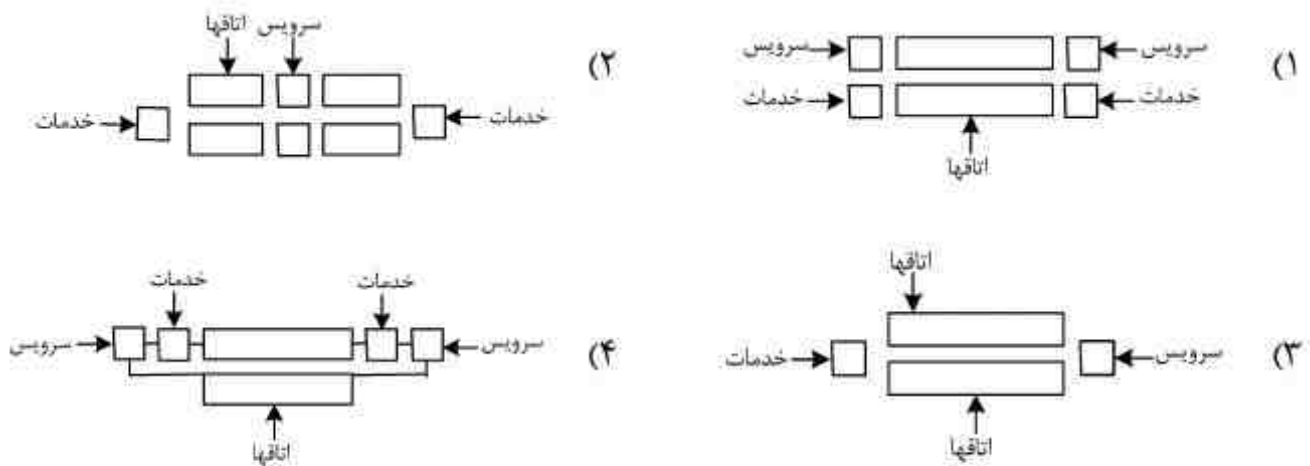 ۱)
سرویس
سرویس
خدمات
خدمات
اتاقها
۲)
سرویس
اتاقها
خدمات
خدمات
۳)
اتاقها
سرویس
خدمات
اتاقها
۴)
خدمات
خدمات
سرویس
سرویس
اتاقها